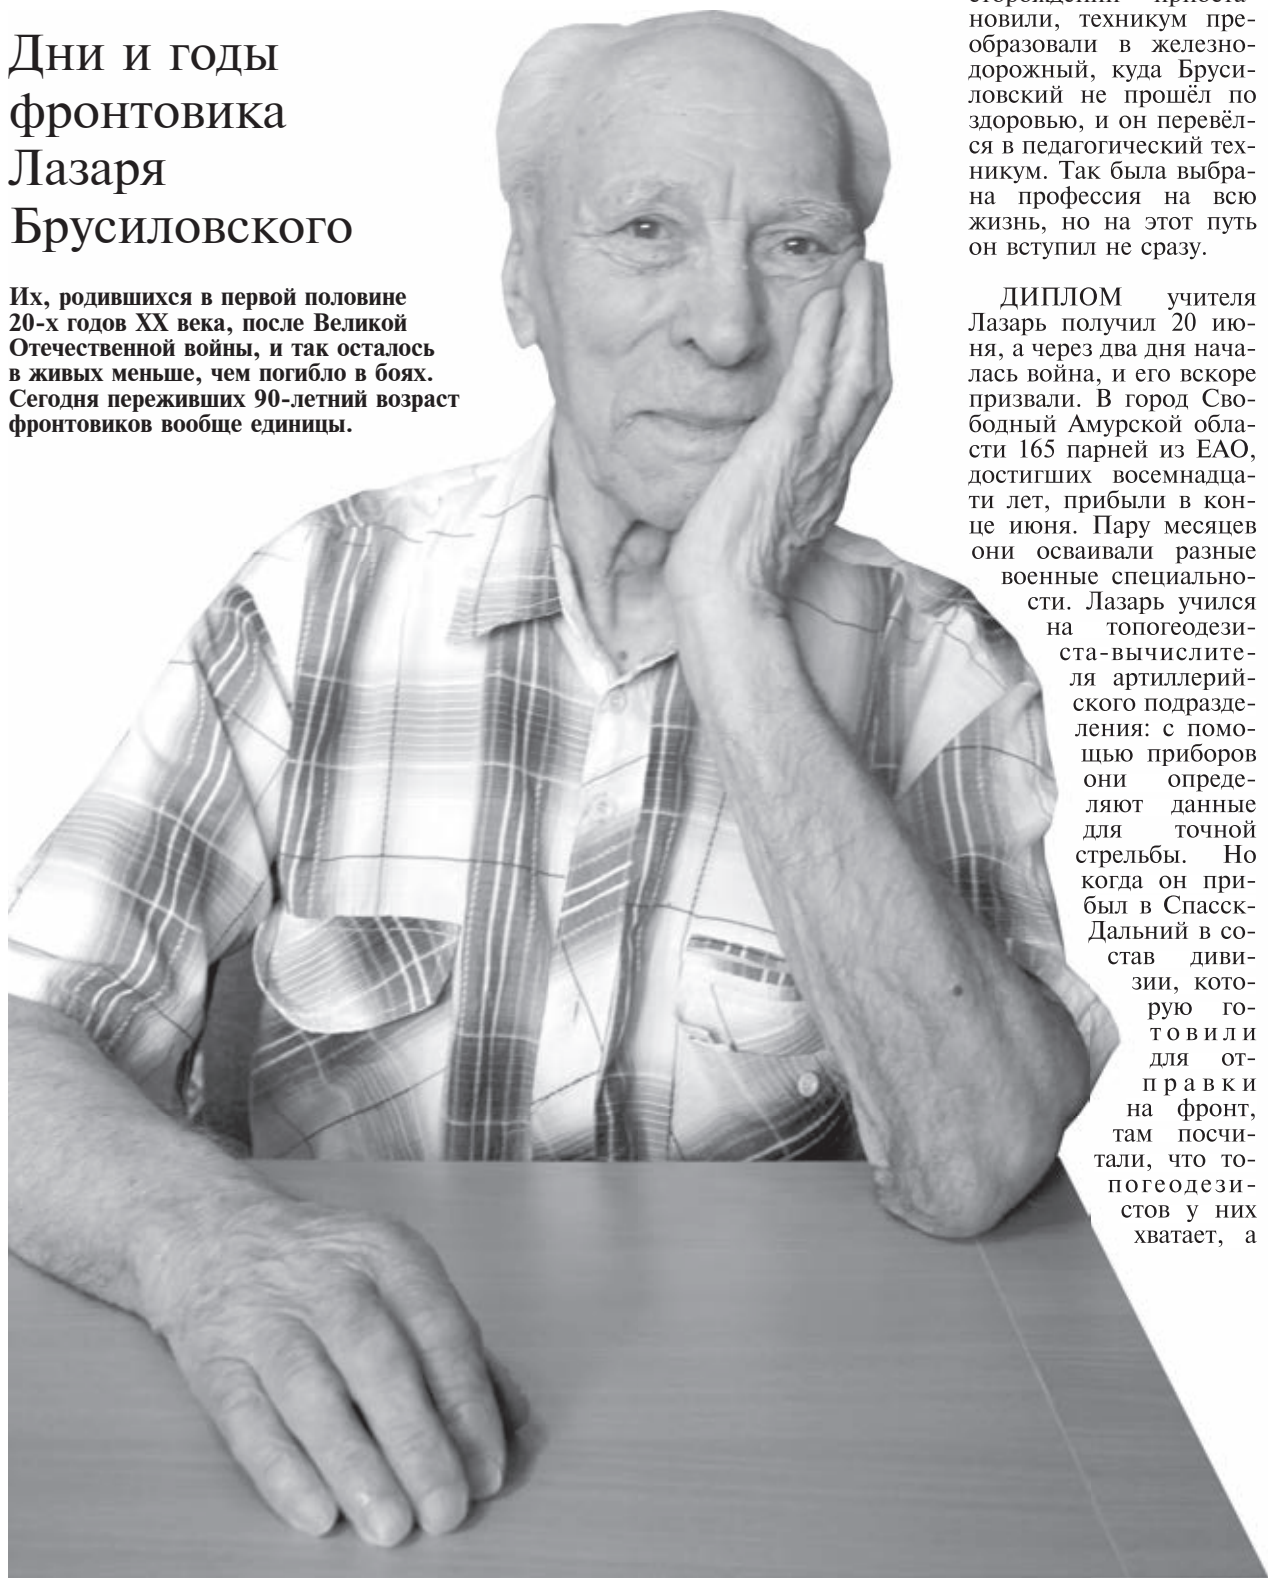 Дни и годы
фронтовика
Лазаря
Брусиловского
Их, родившихся в первой половине
20-х годов XX века, после Великой
Отечественной войны, и так осталось
в живых меньше, чем погибло в боях.
Сегодня переживших 90-летний возраст
фронтовиков вообще единицы.
новили, техникум пре-
образовали в железно-
дорожный, куда Бруси-
ловский не прошёл по
здоровью, и он перевёл-
ся в педагогический тех-
никум. Так была выбра-
на профессия на всю
жизнь, но на этот путь
он вступил не сразу.
ДИПЛОМ учителя
Лазарь получил 20 ию-
ня, а через два дня нача-
лась война, и его вскоре
призвали. В город Сво-
бодный Амурской обла-
сти 165 парней из ЕАО,
достигших восемнадца-
ти лет, прибыли в кон-
це июня. Пару месяцев
они осваивали разные
военные специально-
сти. Лазарь учился
на топогеодези-
ста-вычислите-
ля артиллерий-
ского подразде-
ления: с помо-
щью приборов
они опреде-
ляют данные
для точной
стрельбы. Но
когда он при-
был в Спасск-
Дальний в со-
став диви-
зии, кото-
рую го-
товили
для от-
правки
на фронт,
там посчи-
тали, что то-
погеодези-
стов у них
хватает, а